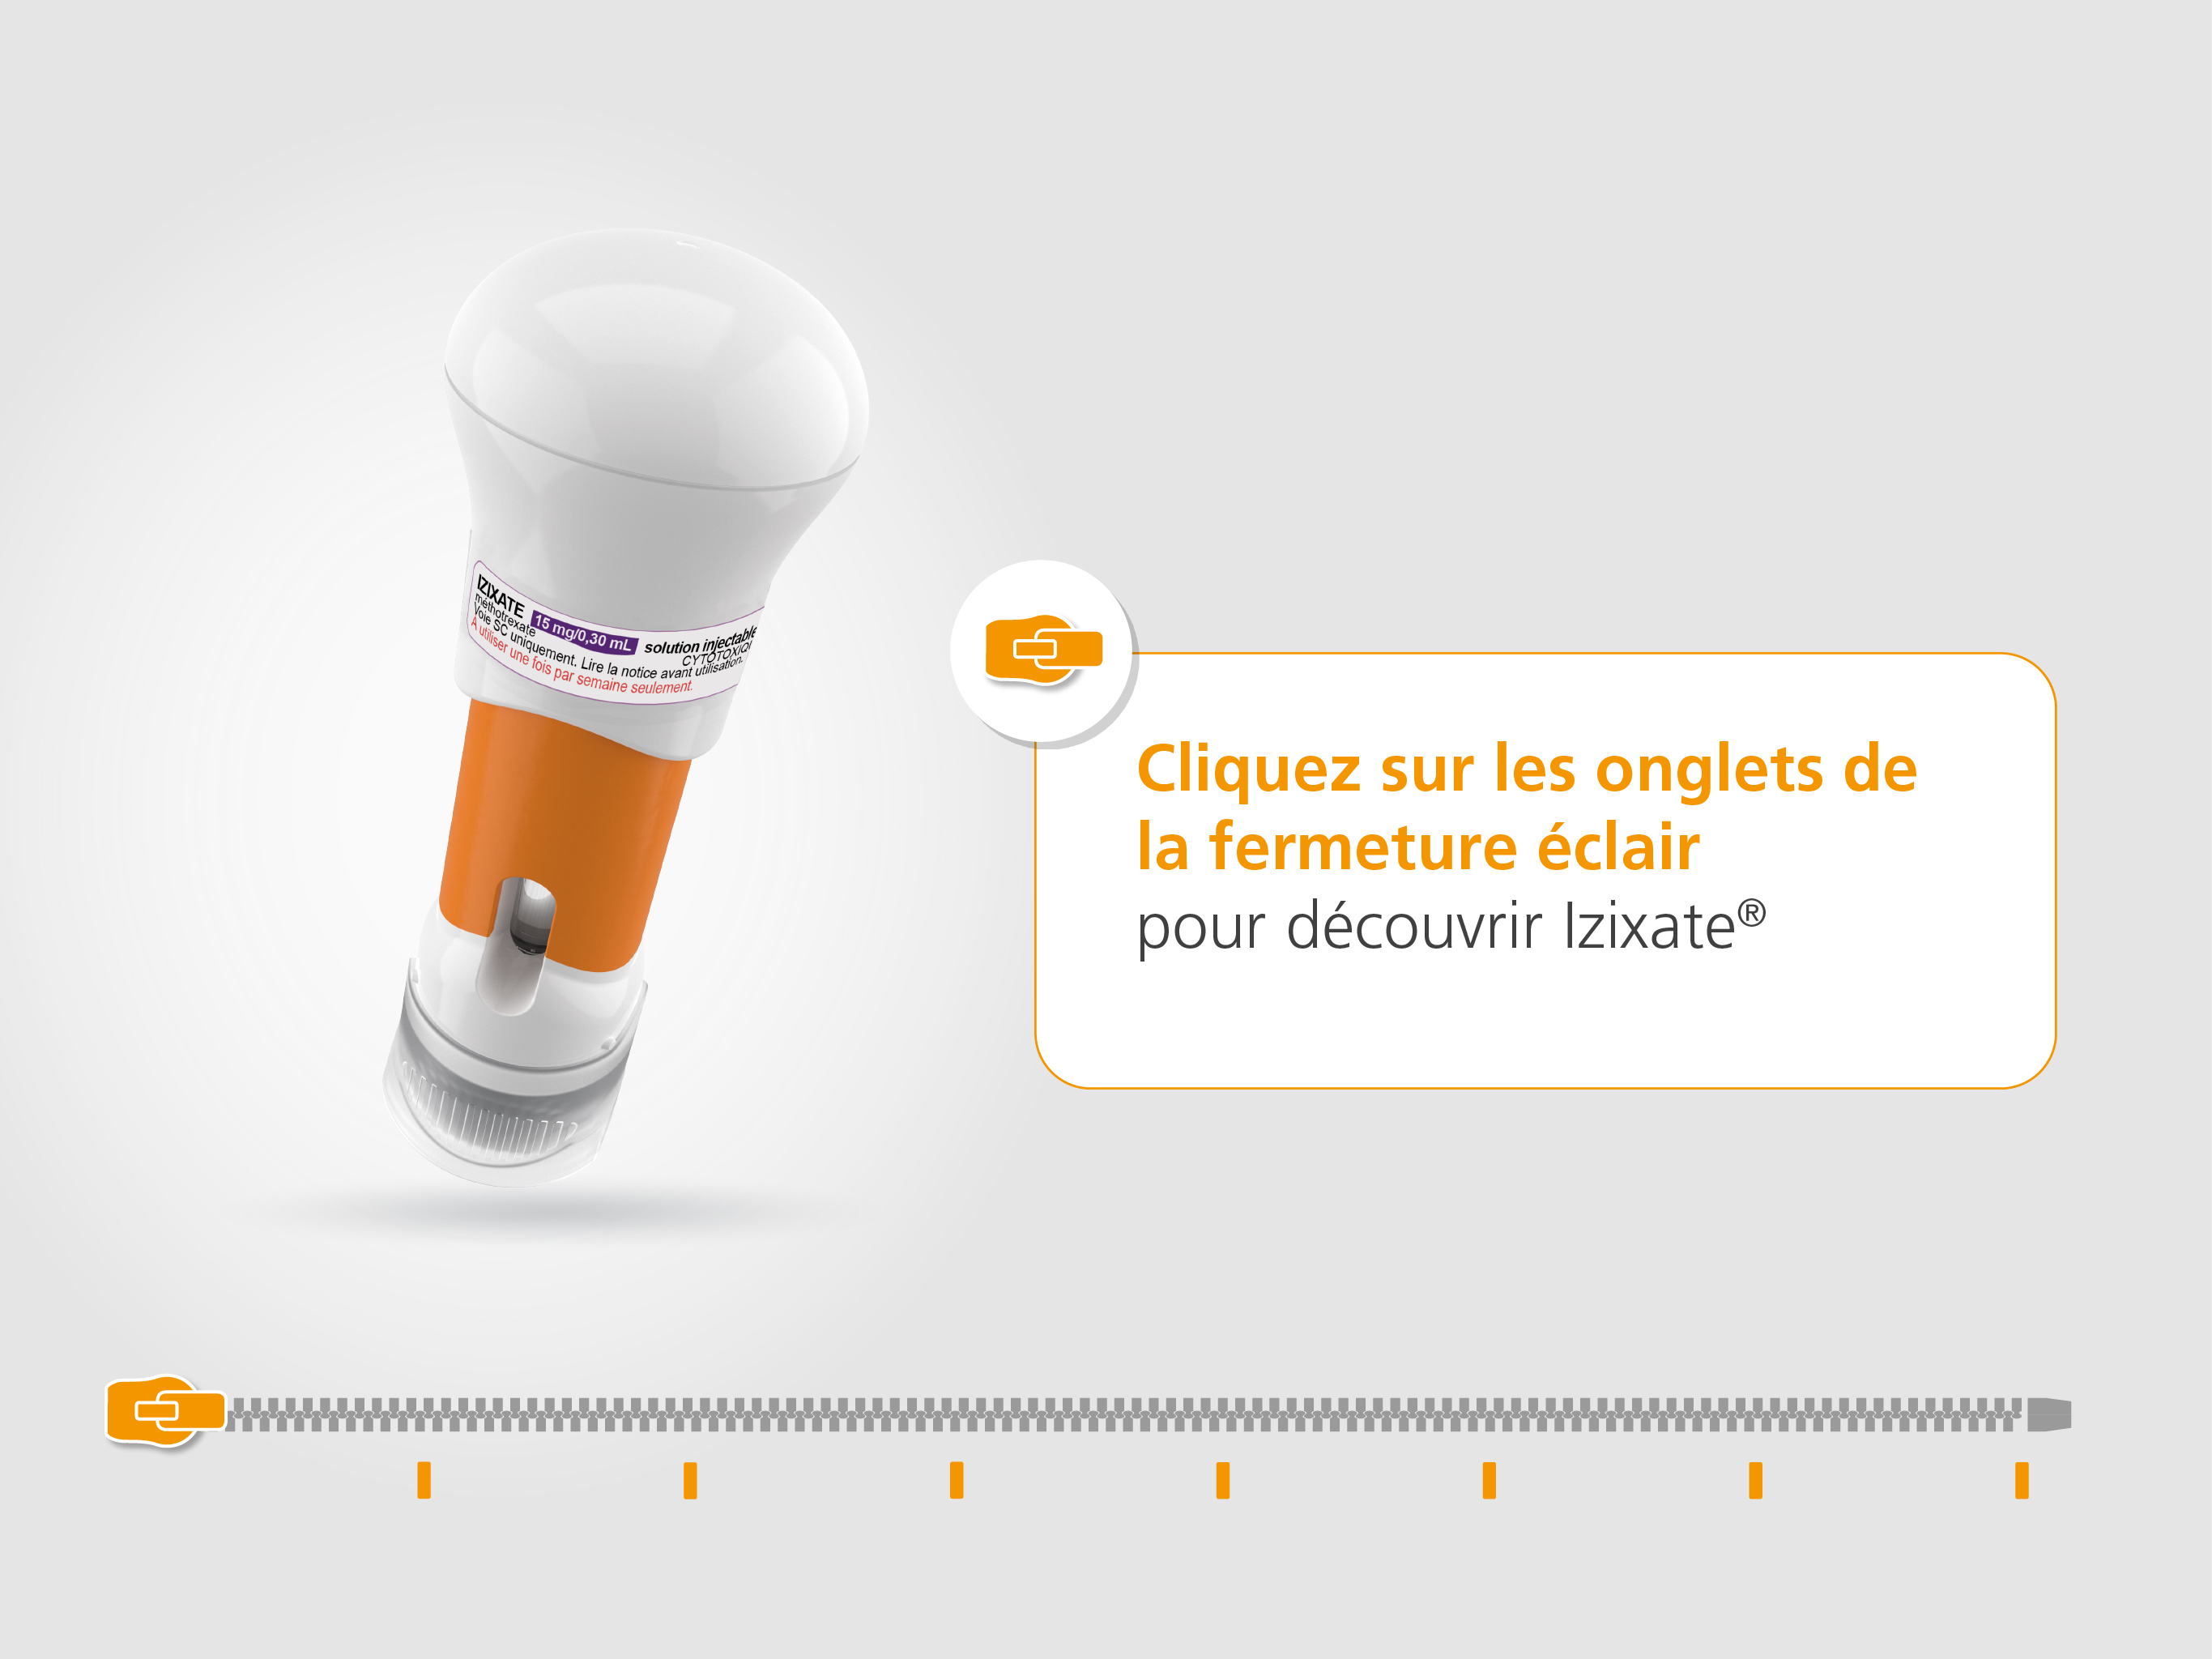 IZIXATE
méthotrexate 15 mg/0,30 mL solution injectable
CYTOTOXIQ
Voie SC uniquement. Lire la notice avant utilisation.
A utiliser une fois par semaine seulement.
Cliquez sur les onglets de
la fermeture éclair
pour découvrir Izixate®